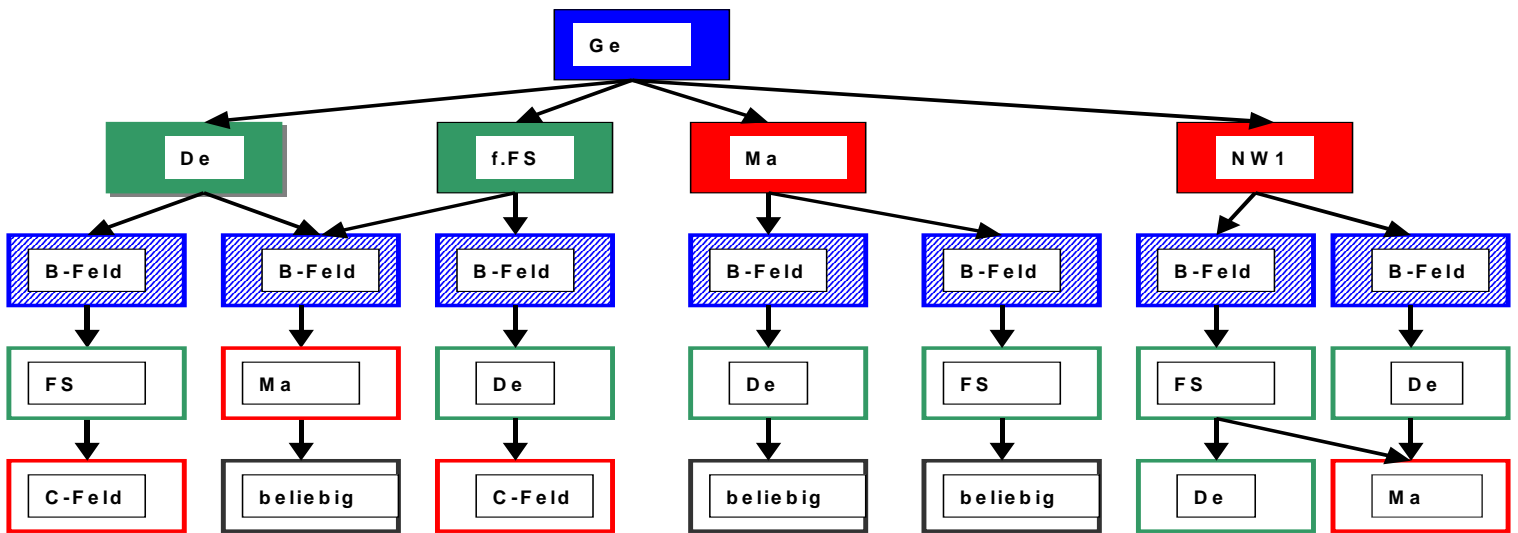 Ge
De
f.FS
Ma
NW1
B-Feld
B-Feld
B-Feld
B-Feld
B-Feld
B-Feld
B-Feld
FS
Ma
De
De
FS
FS
De
C-Feld
beliebig
C-Feld
beliebig
beliebig
De
Ma